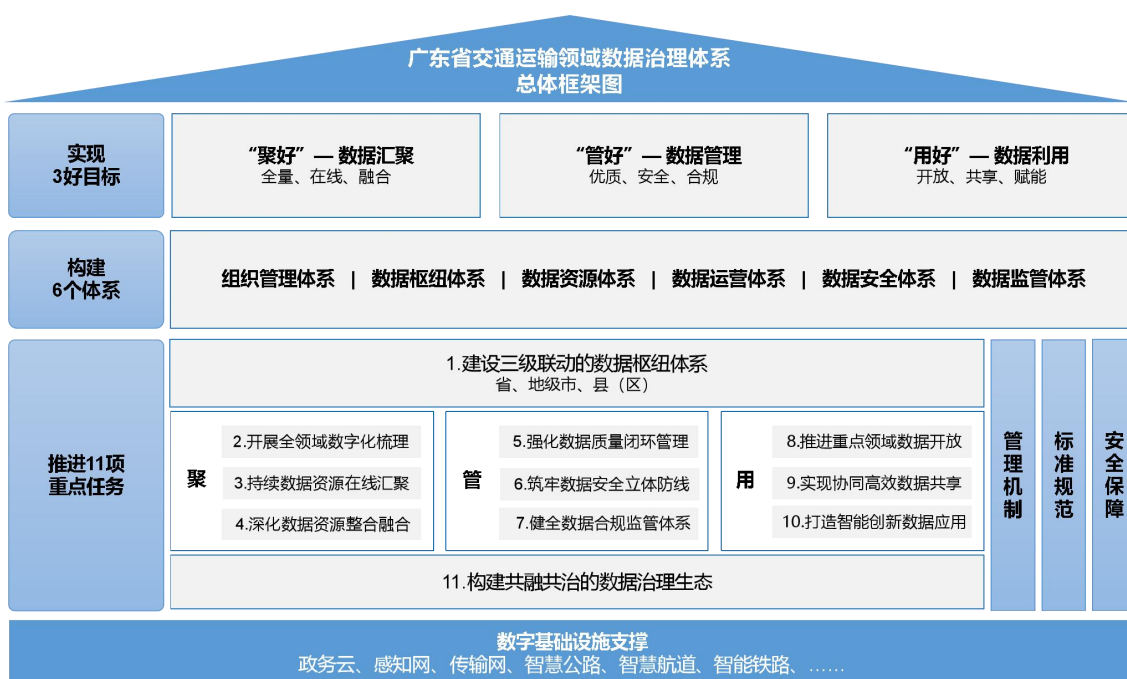 广东省交通运输领域数据治理体系
总体框架图
实现
3好目标
“聚好” — 数据汇聚
全量、在线、融合
“管好” — 数据管理
优质、安全、合规
“用好” — 数据利用
开放、共享、赋能
构建
6个体系
组织管理体系 | 数据枢纽体系 | 数据资源体系 | 数据运营体系 | 数据安全体系 | 数据监管体系
推进11项
重点任务
1.建设三级联动的数据枢纽体系
省、地级市、县（区）
聚
2.开展全领域数字化梳理
3.持续数据资源在线汇聚
4.深化数据资源整合融合
管
5.强化数据质量闭环管理
6.筑牢数据安全立体防线
7.健全数据合规监管体系
用
8.推进重点领域数据开放
9.实现协同高效数据共享
10.打造智能创新数据应用
11.构建共融共治的数据治理生态
管理机制
标准规范
安全保障
数字基础设施支撑
政务云、感知网、传输网、智慧公路、智慧航道、智能铁路、……